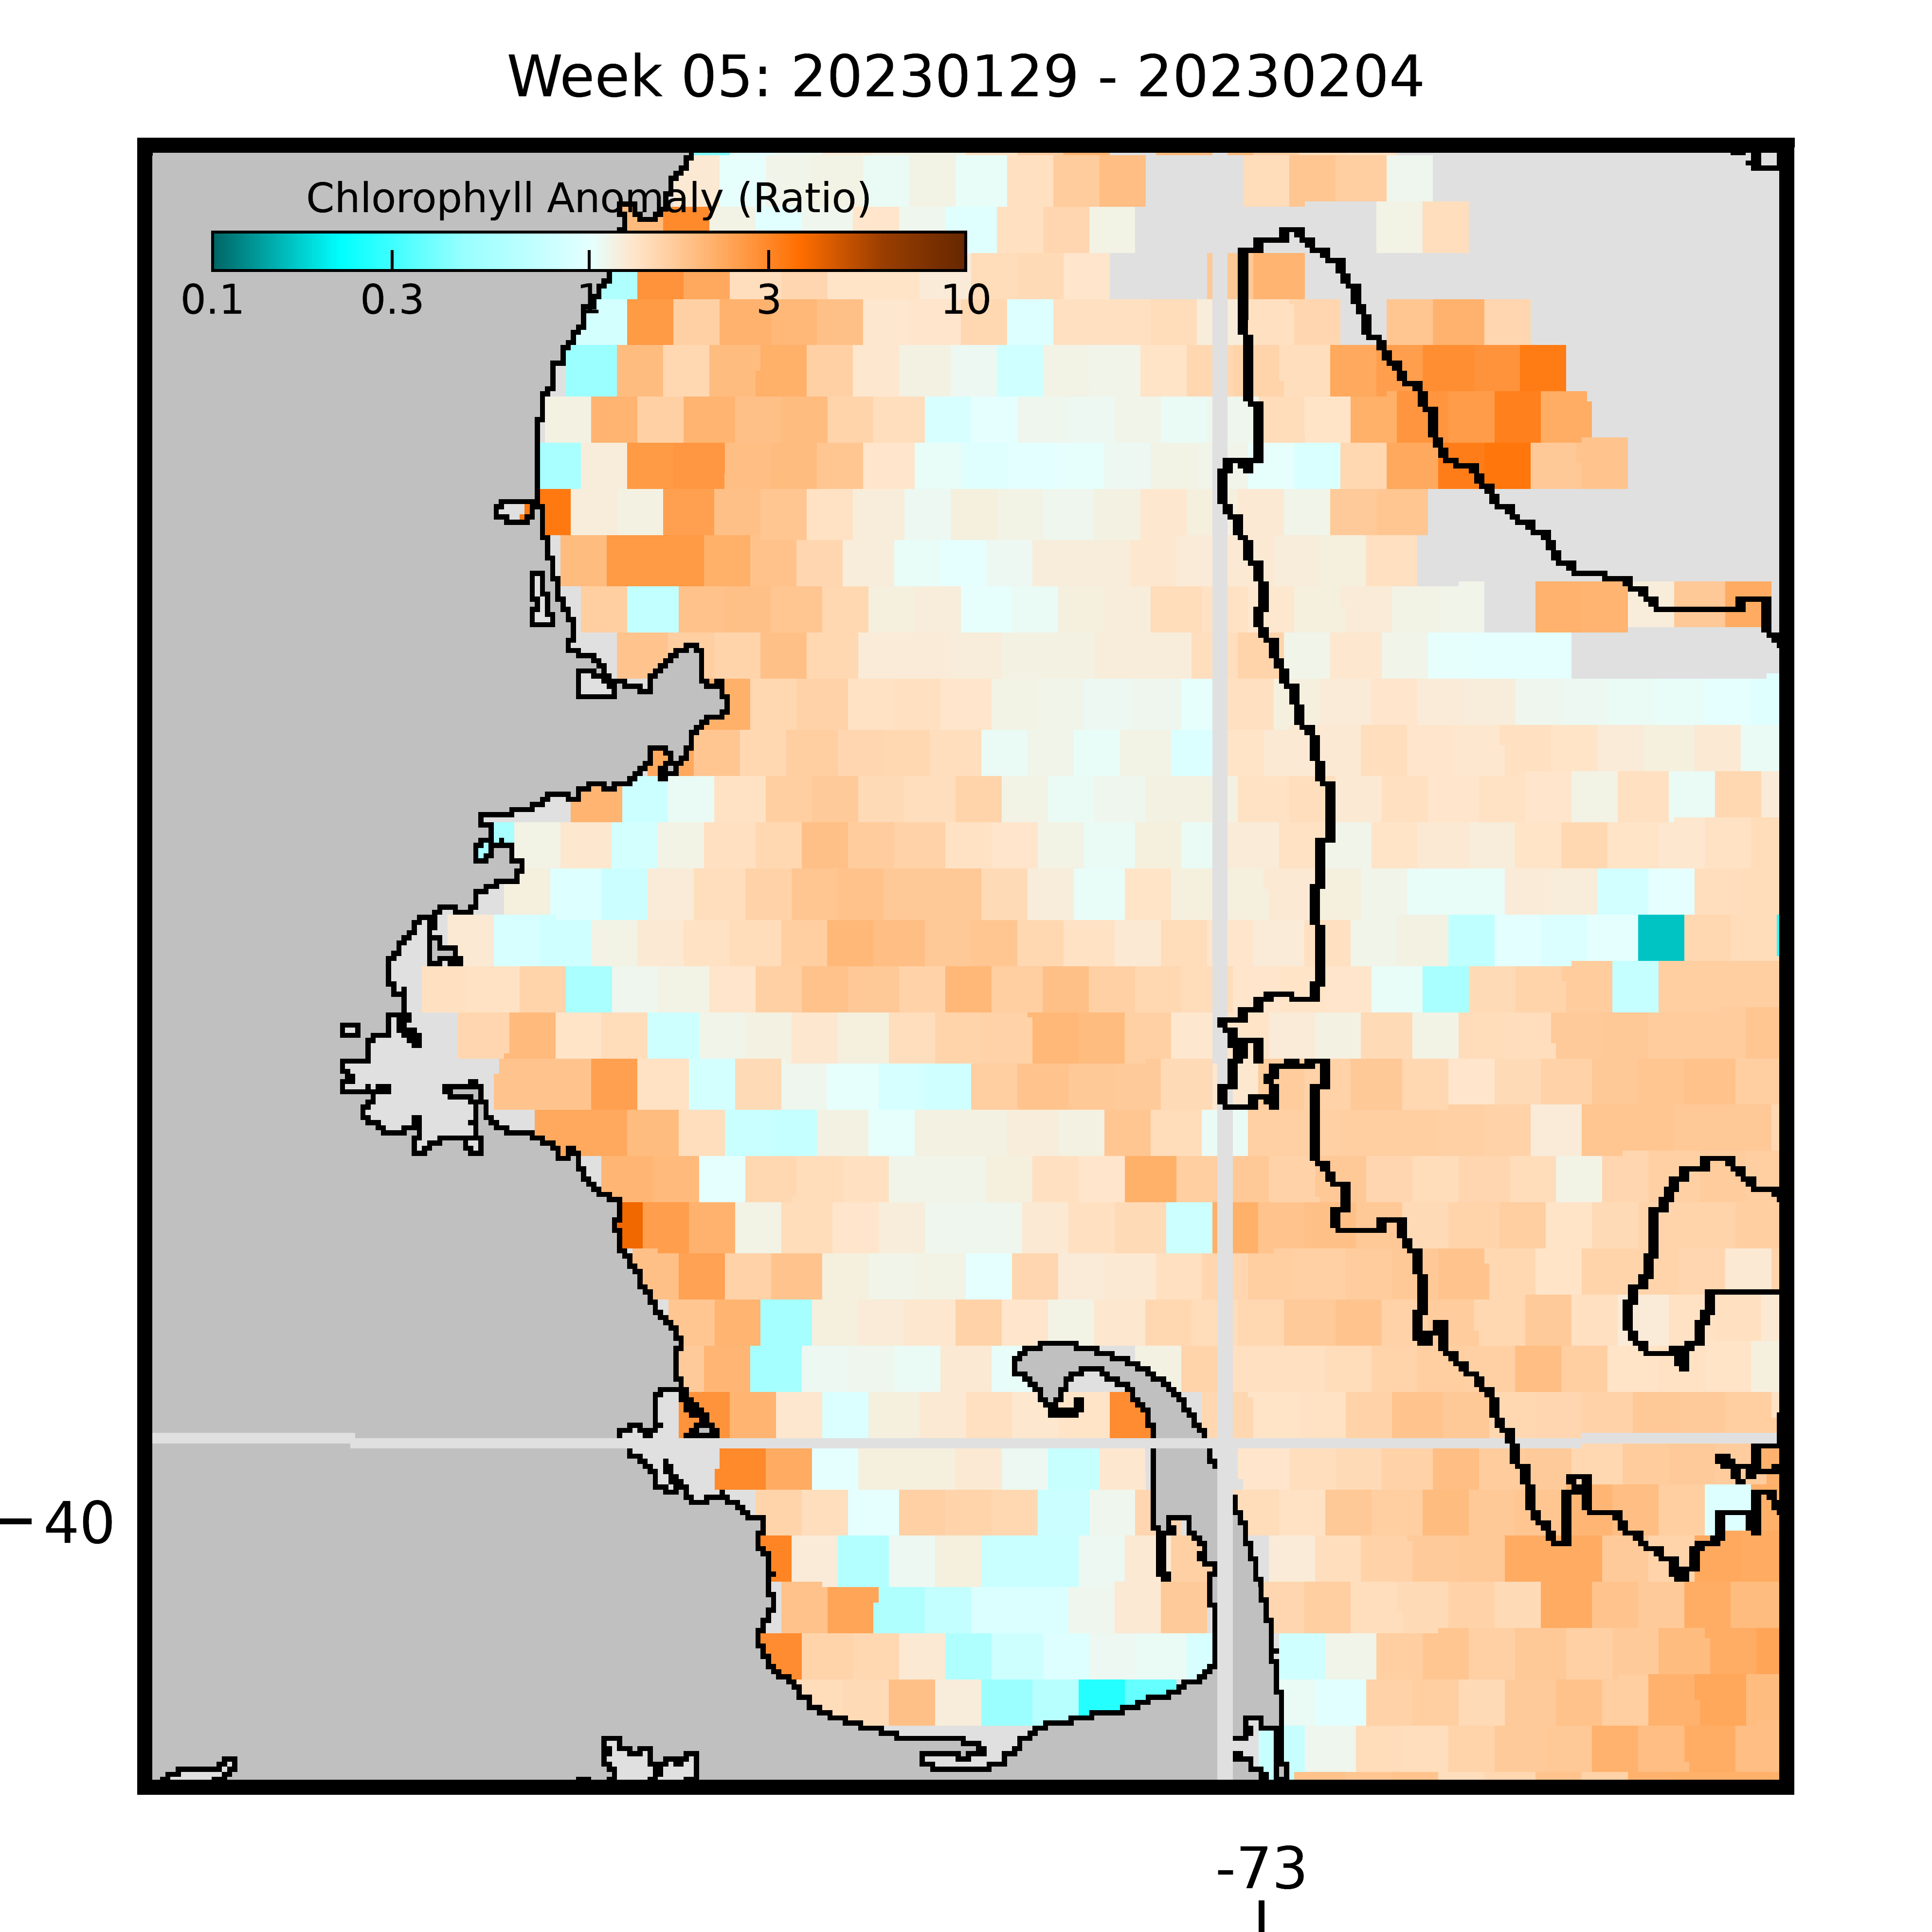 Week 05: 20230129 - 20230204
Chlorophyll Anomaly (Ratio)
0.1 0.3 1 3 10
40
-73